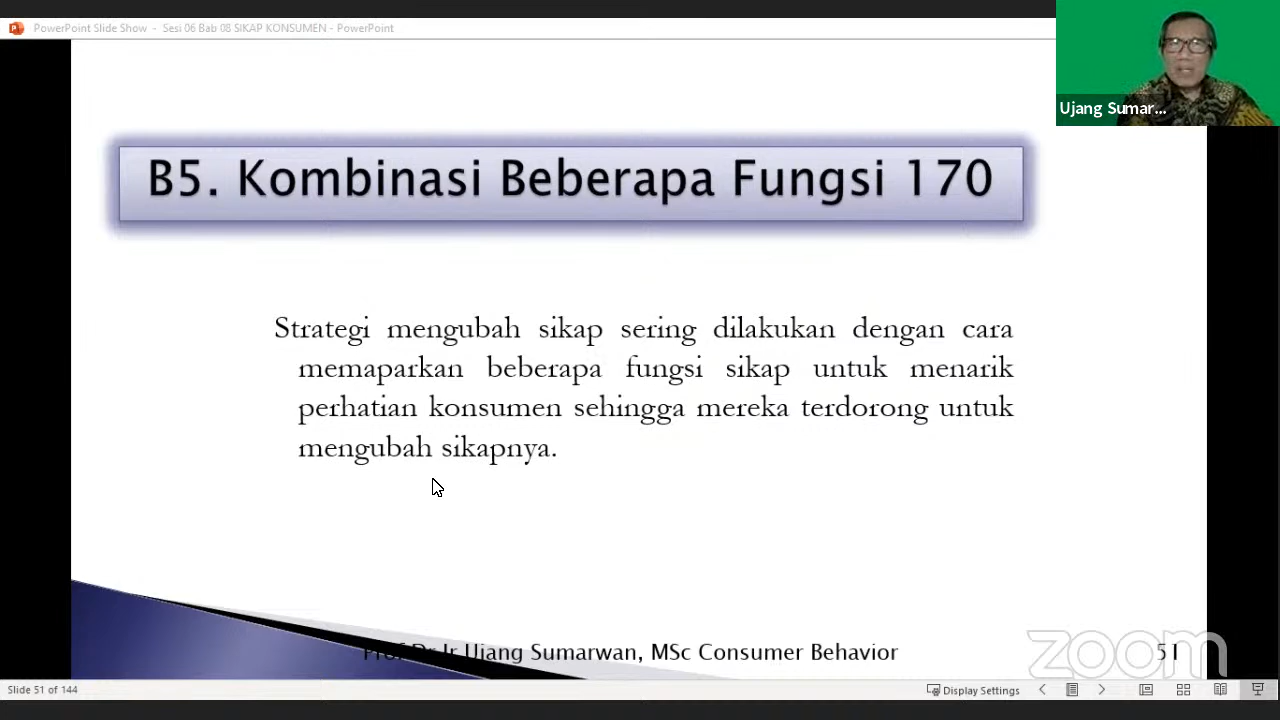 PowerPoint Slide Show - Sesi 06 Bab 08 SIKAP KONSUMEN - PowerPoint
Ujang Sumar...
B5. Kombinasi Beberapa Fungsi 170
Strategi mengubah sikap sering dilakukan dengan cara
memaparkan beberapa fungsi sikap untuk menarik
perhatian konsumen sehingga mereka terdorong untuk
mengubah sikapnya.
Prof Dr Ir Ujang Sumarwan, MSc Consumer Behavior
51
zoom
Slide 51 of 144
Display Settings